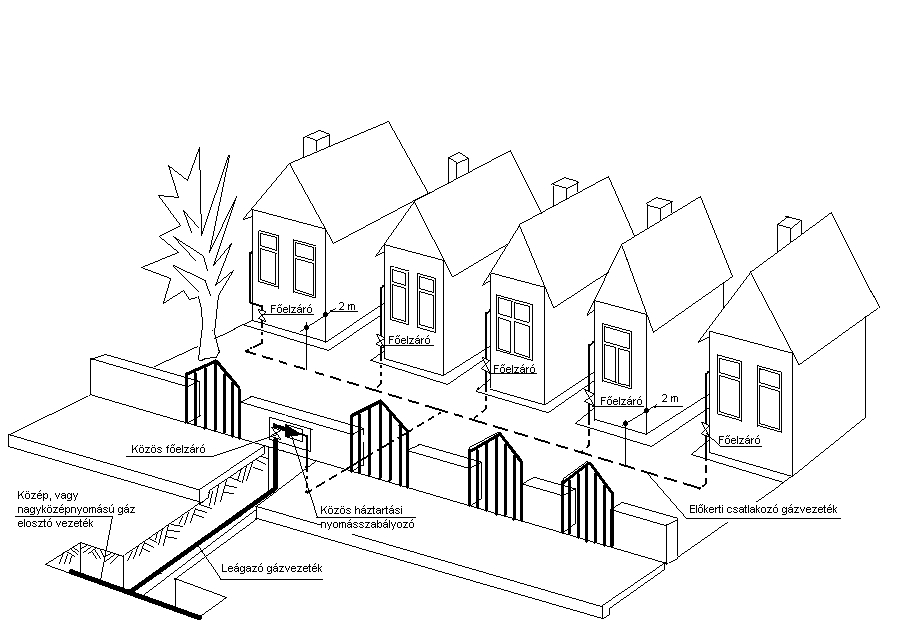 2 m
Főelzáró
Főelzáró
Főelzáró
2 m
Főelzáró
Főelzáró
Közös főelzáró
Közép, vagy
nagyközépnyomású gáz
elosztó vezeték
Közös háztartási
nyomásszabályozó
Előkerti csatlakozó gázvezeték
Leágazó gázvezeték